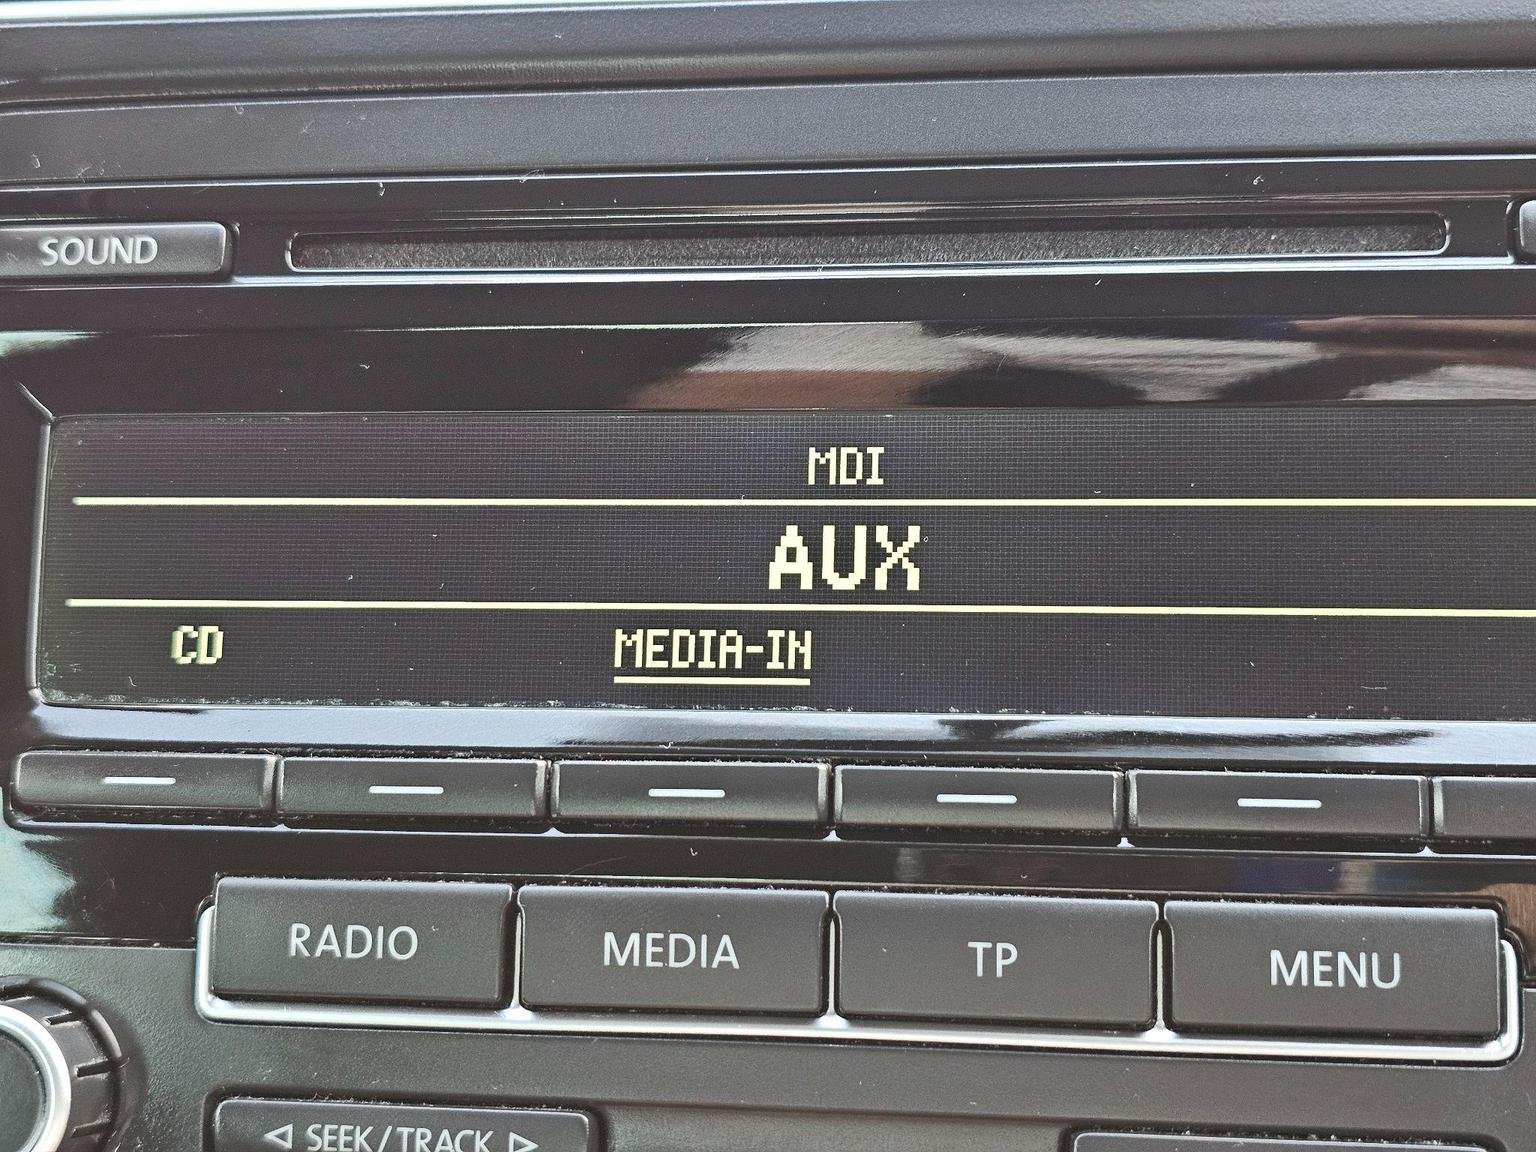 SOUND
MDI
AUX
CD MEDIA-IN
RADIO MEDIA TP MENU
◁ SEEK/TRACK ▷